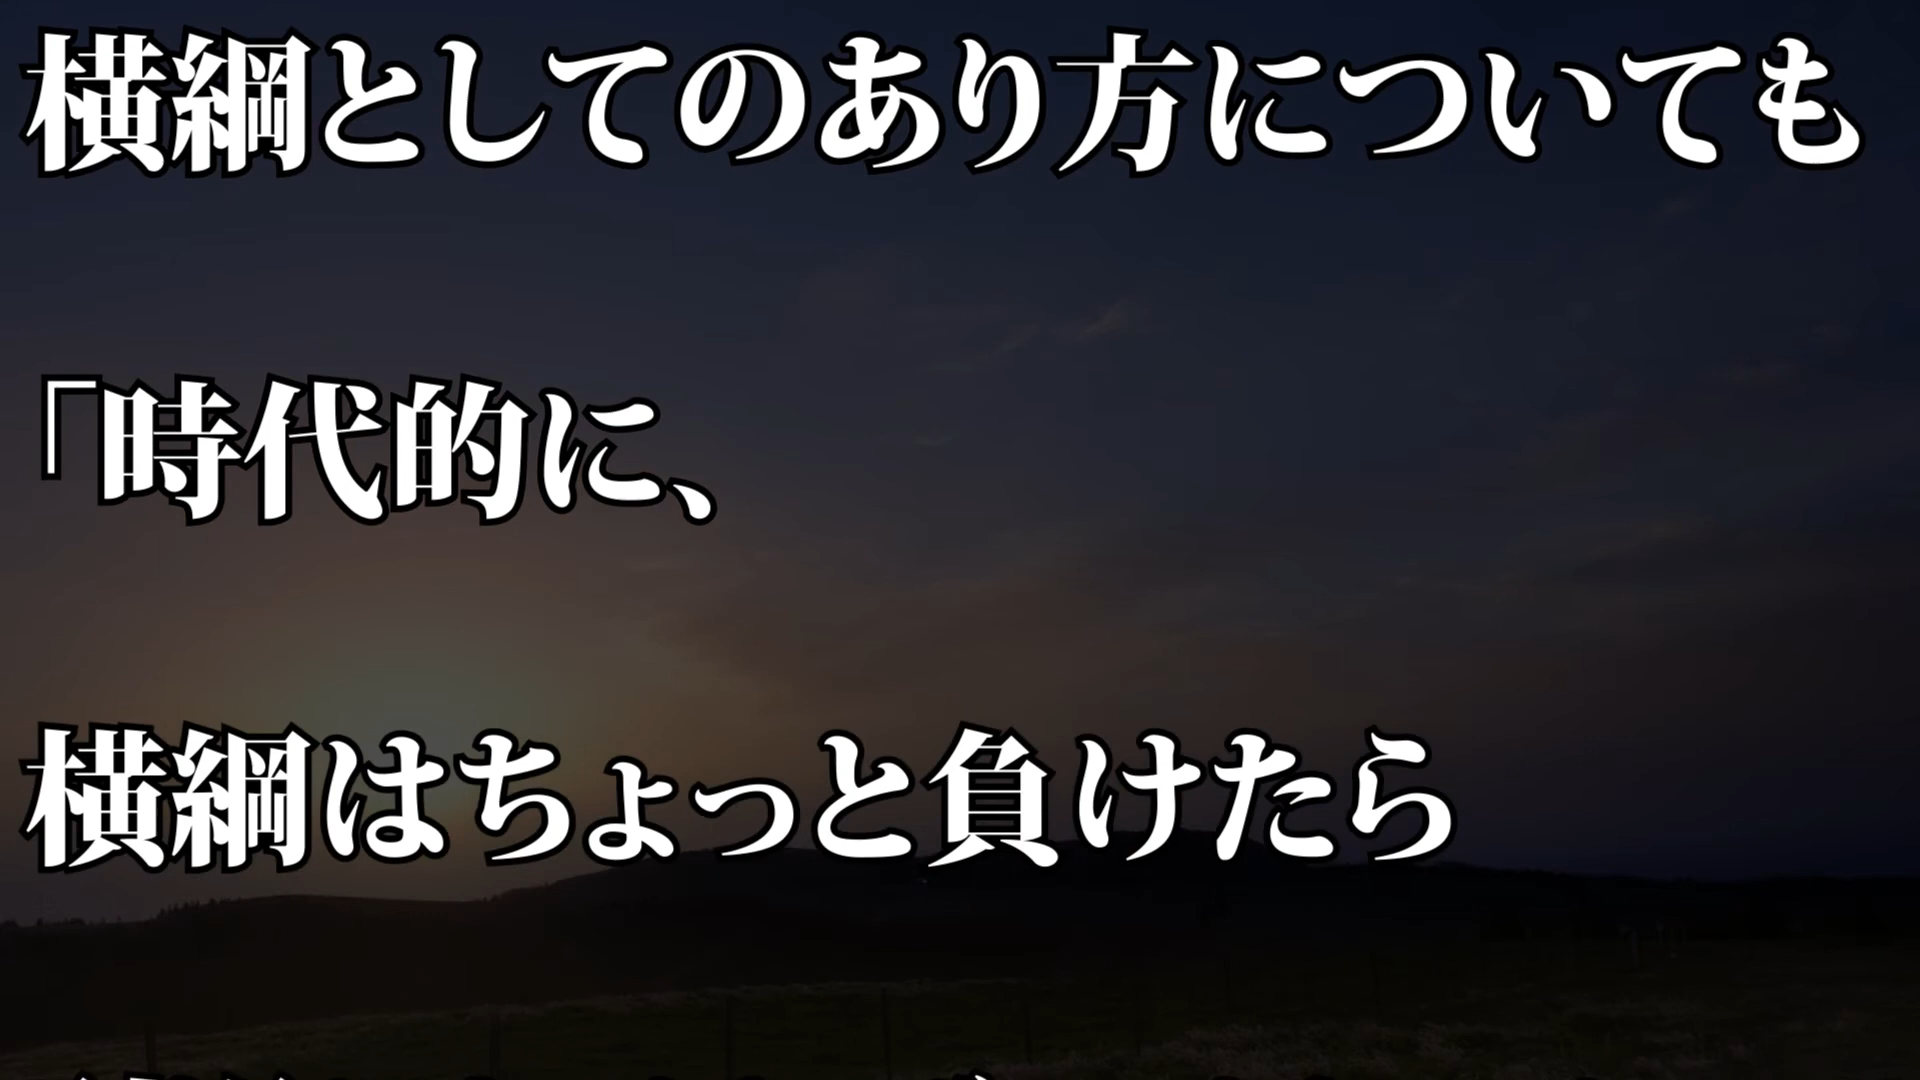 横綱としてのあり方についても
「時代的に、
横綱はちょっと負けたら